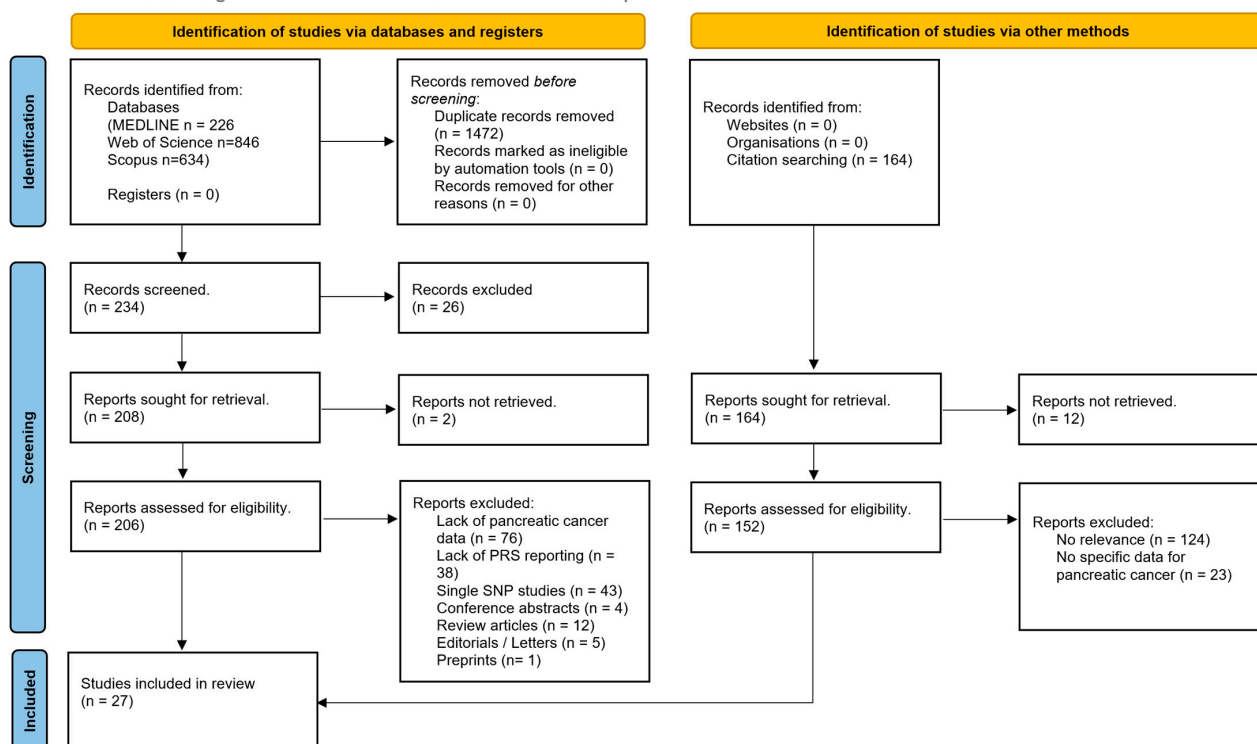 Identification of studies via databases and registers
Identification of studies via other methods
Identification
Records identified from:
Databases
(MEDLINE n = 226
Web of Science n=846
Scopus n=634)
Registers (n = 0)
Records removed before
screening:
Duplicate records removed
(n = 1472)
Records marked as ineligible
by automation tools (n = 0)
Records removed for other
reasons (n = 0)
Records identified from:
Websites (n = 0)
Organisations (n = 0)
Citation searching (n = 164)
Screening
Records screened.
(n = 234)
Records excluded
(n = 26)
Reports sought for retrieval.
(n = 208)
Reports not retrieved.
(n = 2)
Reports sought for retrieval.
(n = 164)
Reports not retrieved.
(n = 12)
Reports assessed for eligibility.
(n = 206)
Reports excluded:
Lack of pancreatic cancer
data (n = 76)
Lack of PRS reporting (n =
38)
Single SNP studies (n = 43)
Conference abstracts (n = 4)
Review articles (n = 12)
Editorials / Letters (n = 5)
Preprints (n= 1)
Reports assessed for eligibility.
(n = 152)
Reports excluded:
No relevance (n = 124)
No specific data for
pancreatic cancer (n = 23)
Included
Studies included in review
(n = 27)